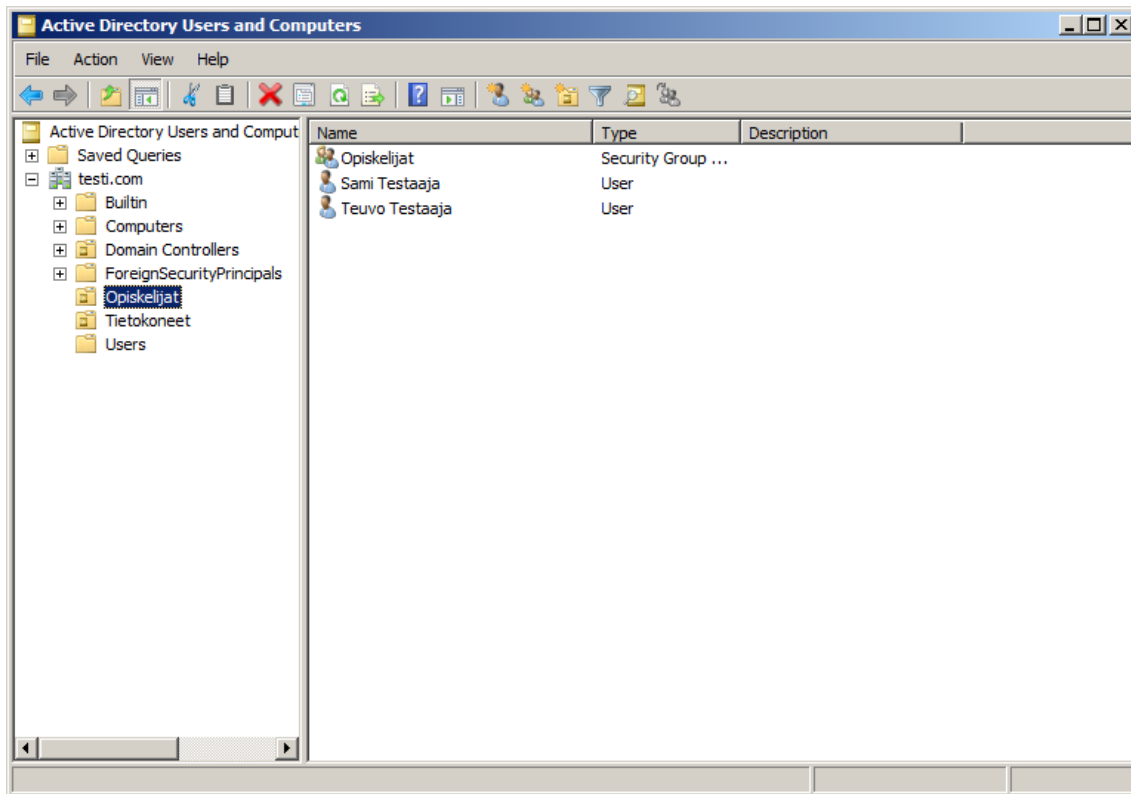 Active Directory Users and Computers
File Action View Help
Active Directory Users and Comput
Saved Queries
testi.com
Builtin
Computers
Domain Controllers
ForeignSecurityPrincipals
Opiskelijat
Tietokoneet
Users
Name Type Description
Opiskelijat Security Group ...
Sami Testaaja User
Teuvo Testaaja User